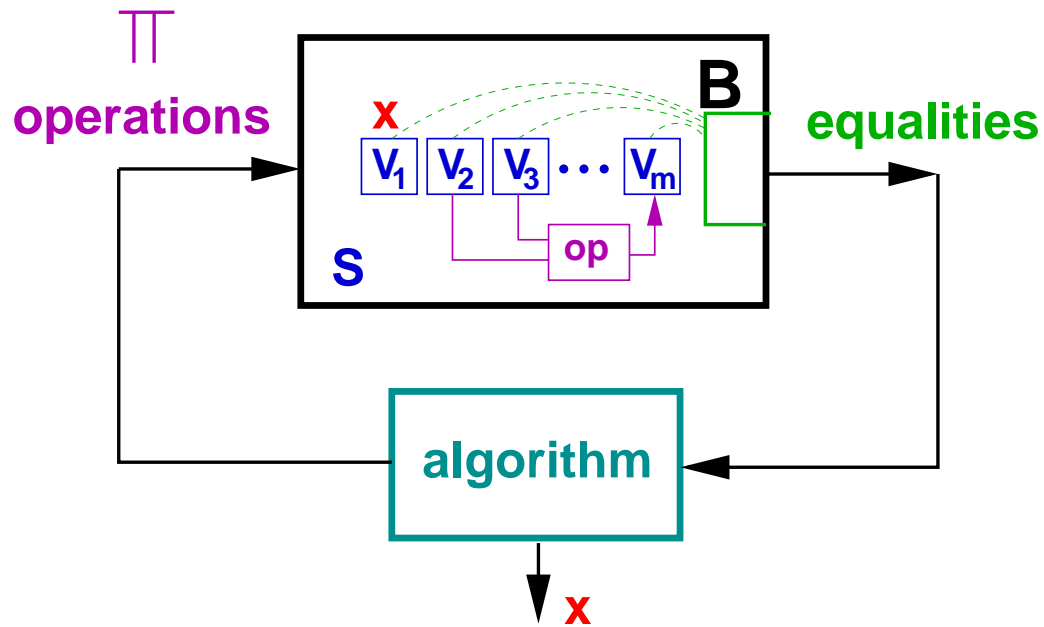 ∏
operations
B
equalities
x
V1 V2 V3 ••• Vm
op
S
algorithm
x